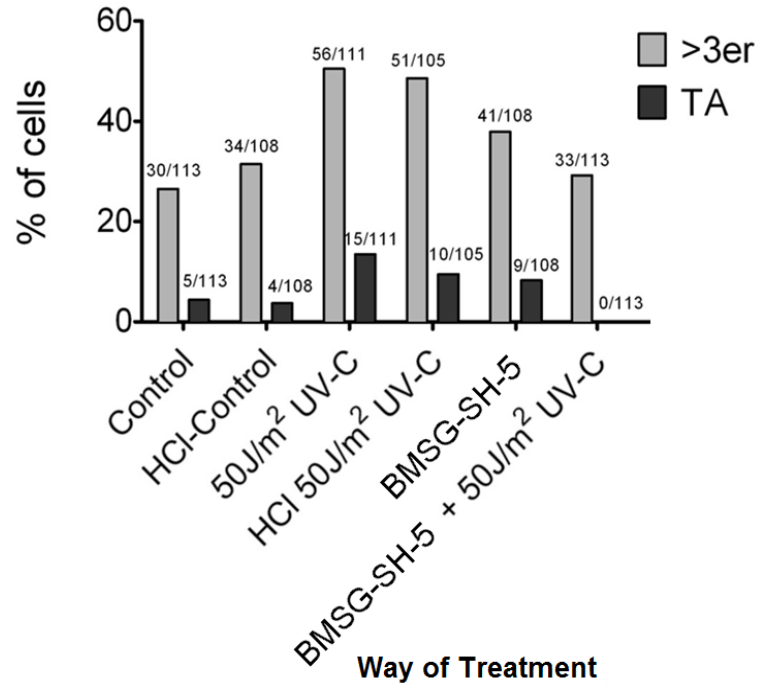 60
40
20
0
% of cells
>3er
TA
30/113
5/113
34/108
4/108
56/111
15/111
51/105
10/105
41/108
9/108
33/113
0/113
Control
HCl-Control
50J/m² UV-C
HCl 50J/m² UV-C
BMSG-SH-5
BMSG-SH-5 + 50J/m² UV-C
Way of Treatment